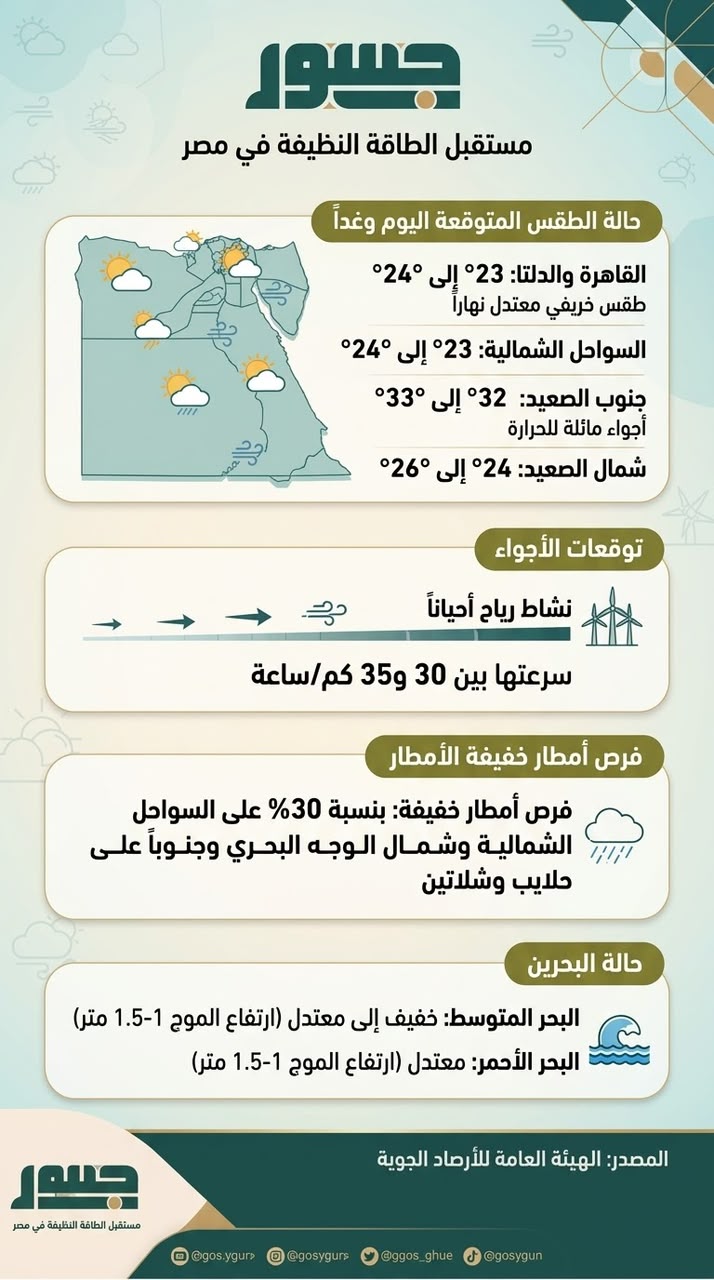 جسور
مستقبل الطاقة النظيفة في مصر
حالة الطقس المتوقعة اليوم وغداً
القاهرة والدلتا: 23° إلى 24°
طقس خريفي معتدل نهاراً
السواحل الشمالية: 23° إلى 24°
جنوب الصعيد: 32° إلى 33°
أجواء مائلة للحرارة
شمال الصعيد: 24° إلى 26°
توقعات الأجواء
نشاط رياح أحياناً
سرعتها بين 30 و35 كم/ساعة
فرص أمطار خفيفة الأمطار
فرص أمطار خفيفة: بنسبة 30% على السواحل
الشمالية وشمال الوجه البحري وجنوباً على
حلايب وشلاتين
حالة البحرين
البحر المتوسط: خفيف إلى معتدل (ارتفاع الموج 1-1.5 متر)
البحر الأحمر: معتدل (ارتفاع الموج 1-1.5 متر)
المصدر: الهيئة العامة للأرصاد الجوية
جسور
مستقبل الطاقة النظيفة في مصر
@ggos_ghue @gosygun